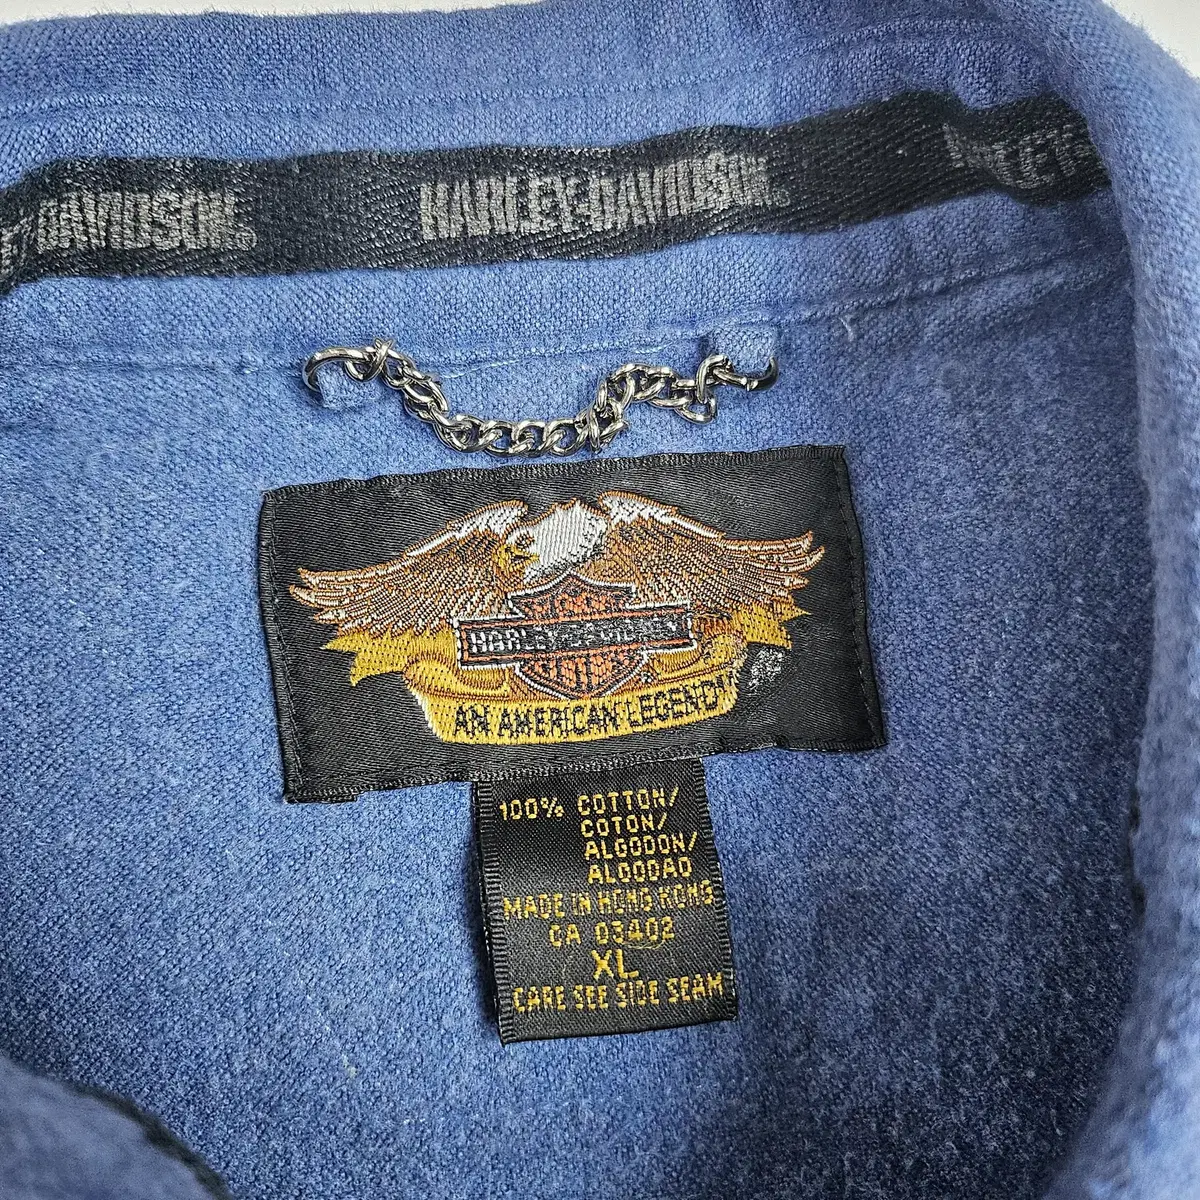 DAVIDSON®
HARLEY-DAVIDSON®
HARLEY-DAVIDSON
AN AMERICAN LEGEND
100% COTTON/
COTON/
ALGODON/
ALGODAO
MADE IN HONG KONG
CA 03402
XL
CARE SEE SIDE SEAM